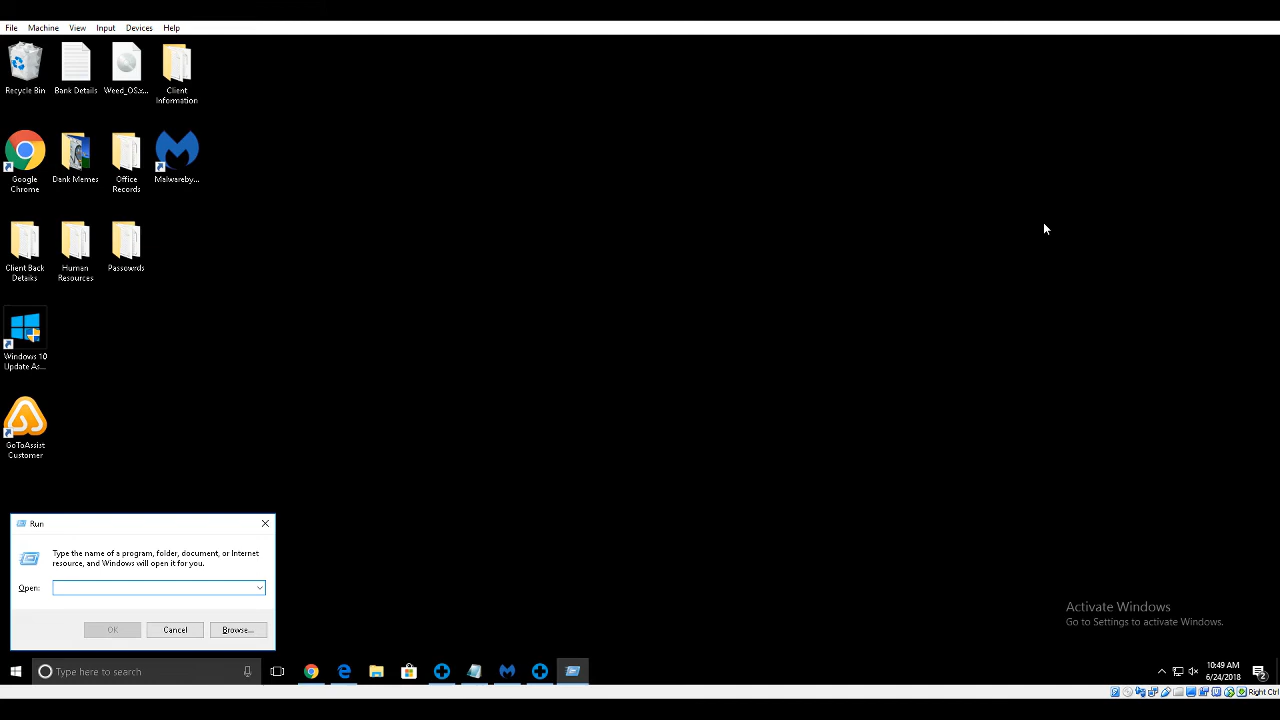 File Machine View Input Devices Help
Recycle Bin
Bank Details
Weed_OS.x...
Client
Information
Google
Chrome
Dank Memes
Office
Records
Malwareby...
Client Back
Details
Human
Resources
Passowrds
Windows 10
Update As...
GoToAssist
Customer
Run
Type the name of a program, folder, document, or Internet
resource, and Windows will open it for you.
Open:
OK Cancel Browse...
Activate Windows
Go to Settings to activate Windows.
Type here to search
10:49 AM
6/24/2018
2
Right Ctrl